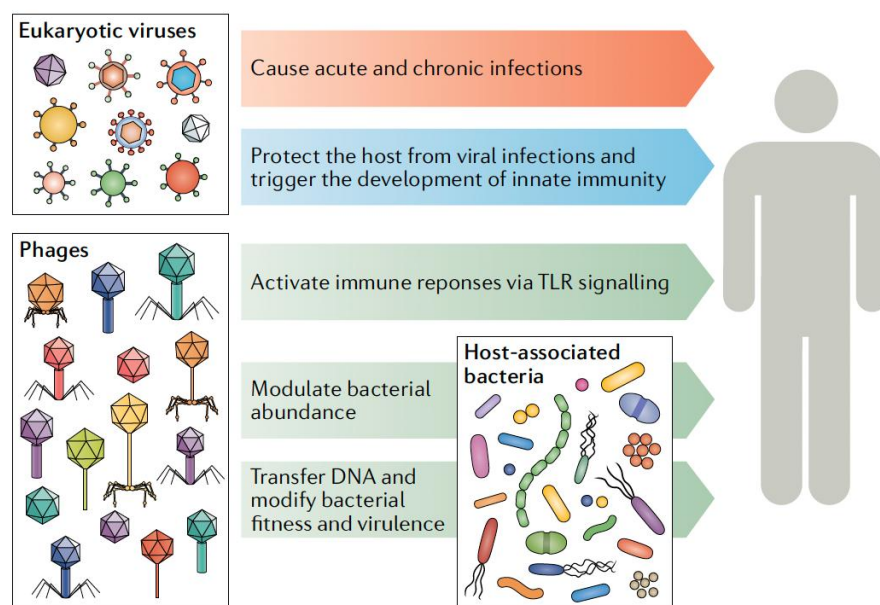 Eukaryotic viruses
Cause acute and chronic infections
Protect the host from viral infections and
trigger the development of innate immunity
Phages
Activate immune reponses via TLR signalling
Modulate bacterial
abundance
Transfer DNA and
modify bacterial
fitness and virulence
Host-associated
bacteria